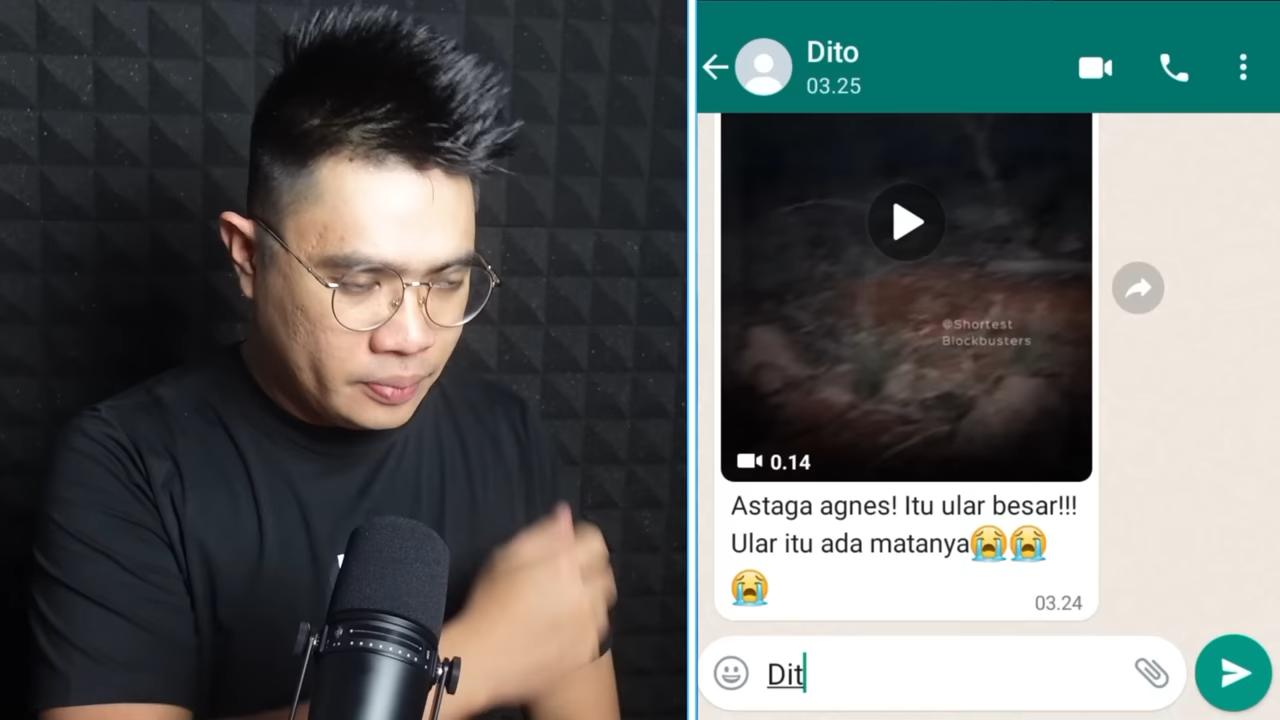 Dito
03.25
@Shortest
Blockbusters
0.14
Astaga agnes! Itu ular besar!!!
Ular itu ada matanya😭😭
😭
03.24
Dit